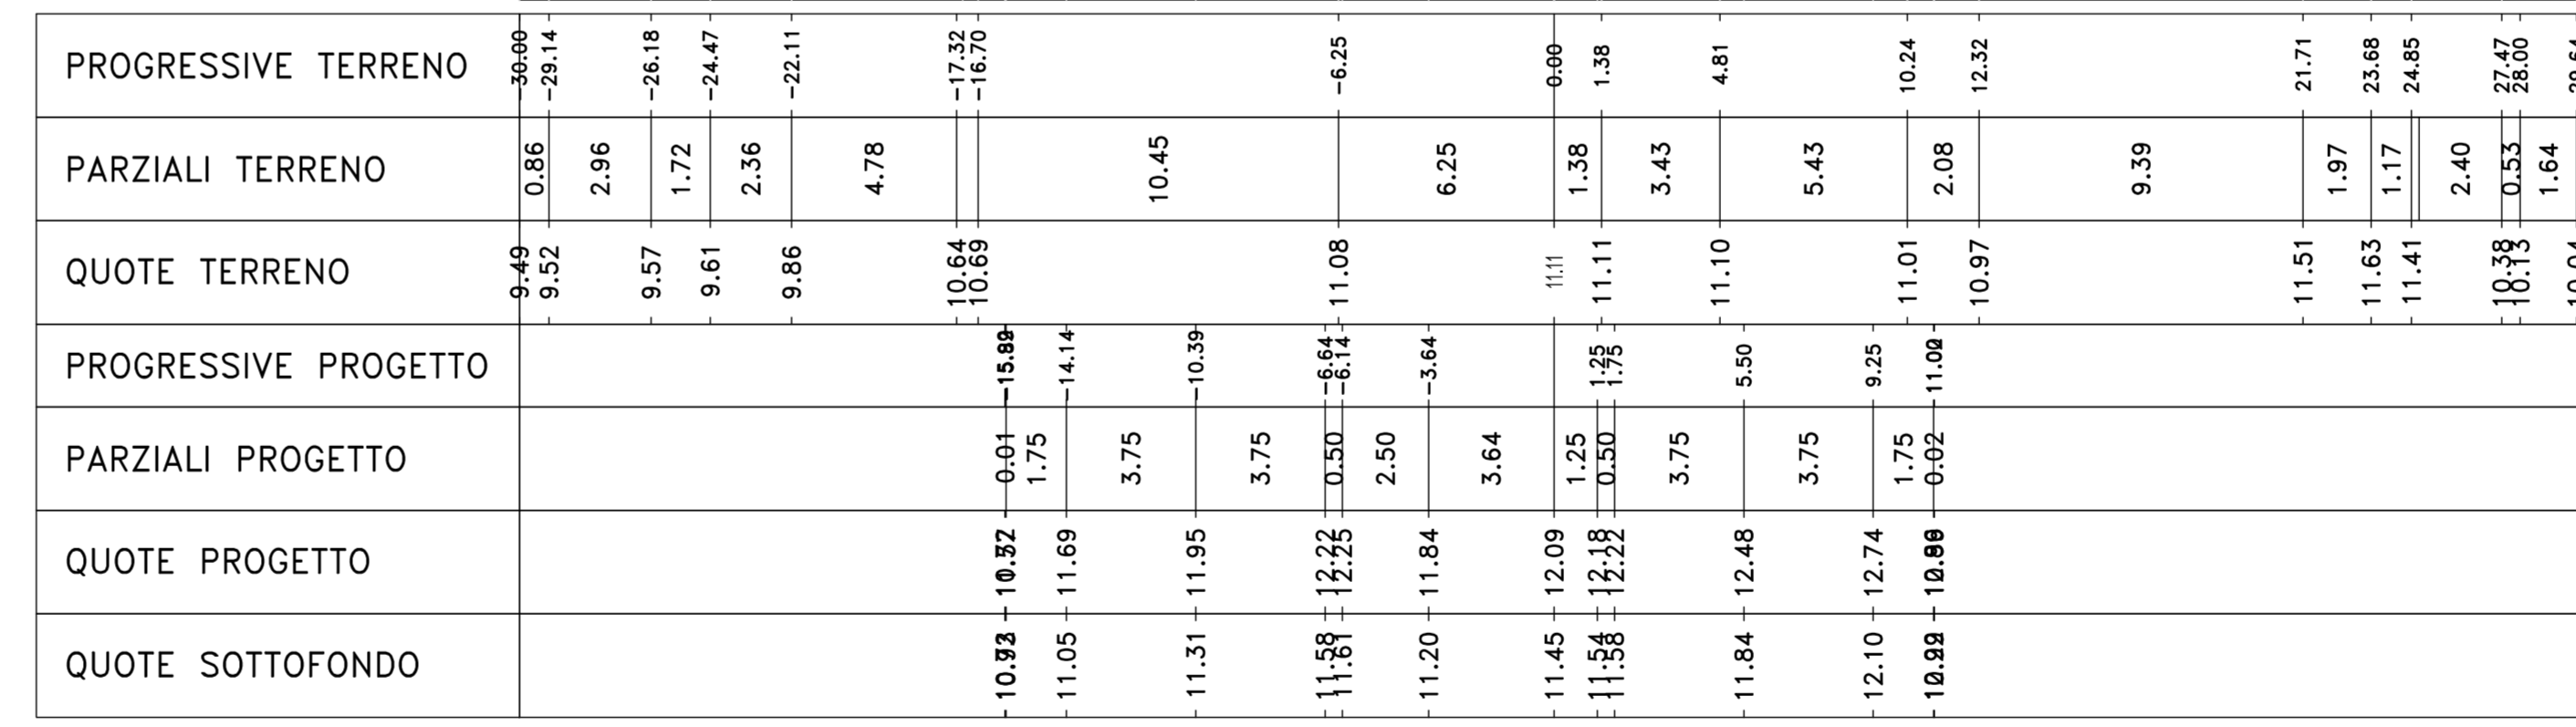 PROGRESSIVE TERRENO -30.00 -29.14 -26.18 -24.47 -22.11 -17.32 -16.70 -6.25 0.00 1.38 4.81 10.24 12.32 21.71 23.68 24.85 27.47 28.00
PARZIALI TERRENO 0.86 2.96 1.72 2.36 4.78 10.45 6.25 1.38 3.43 5.43 2.08 9.39 1.97 1.17 2.40 0.53 1.64
QUOTE TERRENO 9.49 9.52 9.57 9.61 9.86 10.64 10.69 11.08 11.11 11.11 11.10 11.01 10.97 11.51 11.63 11.41 10.38 10.13
PROGRESSIVE PROGETTO -14.14 -10.39 -6.64 -6.14 -3.64 1.25 1.75 5.50 9.25
PARZIALI PROGETTO 0.01 1.75 3.75 3.75 0.50 2.50 3.64 1.25 0.50 3.75 3.75 1.75 0.02
QUOTE PROGETTO 11.69 11.95 12.22 12.25 11.84 12.09 12.18 12.22 12.48 12.74
QUOTE SOTTOFONDO 11.05 11.31 11.58 11.61 11.20 11.45 11.54 11.58 11.84 12.10